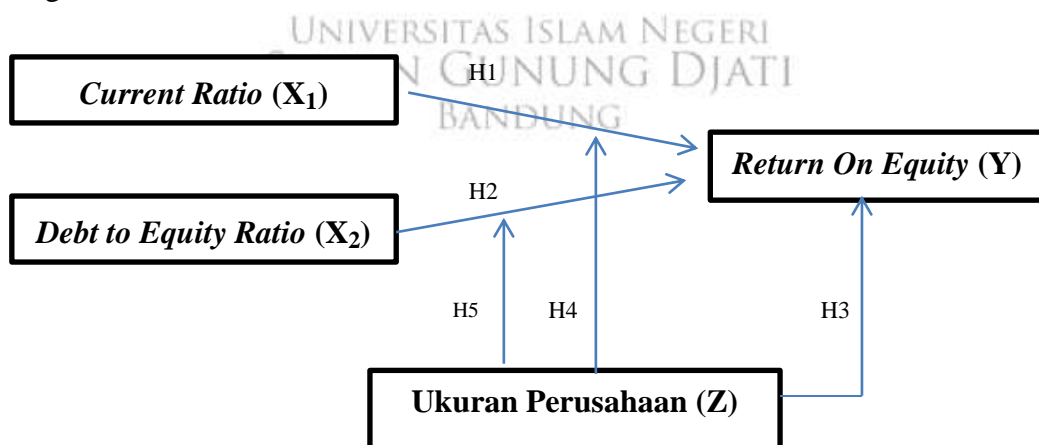 UNIVERSITAS ISLAM NEGERI
GUNUNG DJATI
BANDUNG
H1
Current Ratio (X1)
Return On Equity (Y)
H2
Debt to Equity Ratio (X2)
H5
H4
H3
Ukuran Perusahaan (Z)